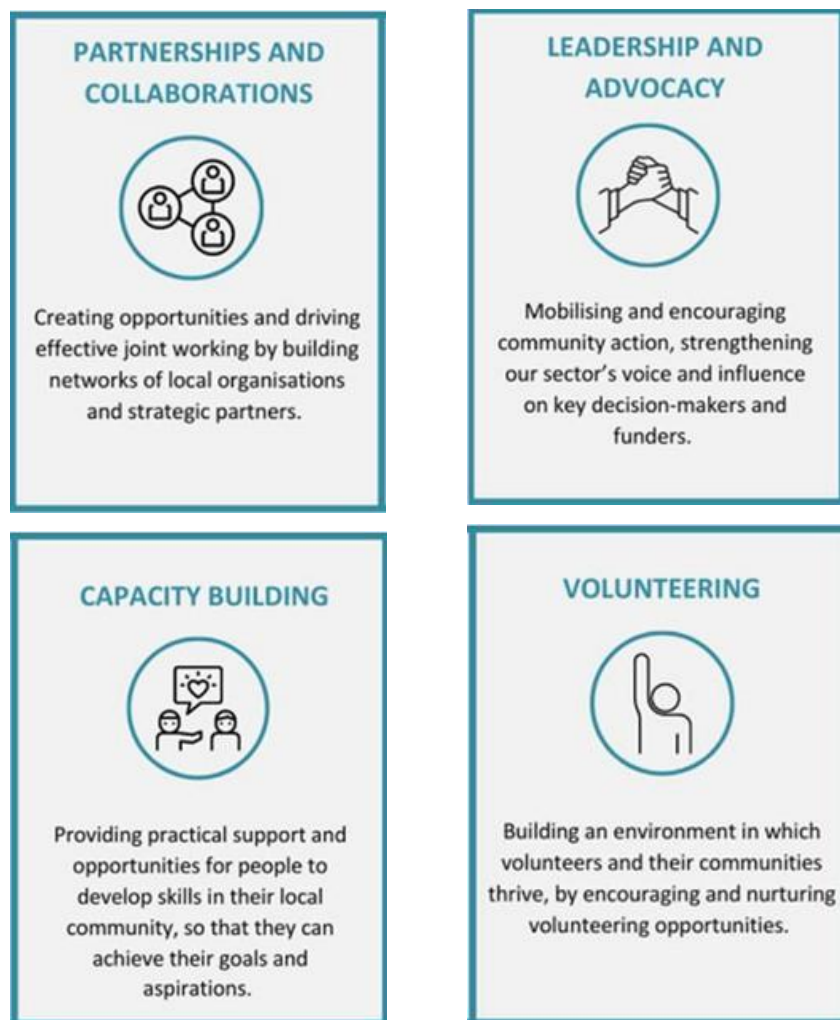 PARTNERSHIPS AND
COLLABORATIONS
Creating opportunities and driving
effective joint working by building
networks of local organisations
and strategic partners.
LEADERSHIP AND
ADVOCACY
Mobilising and encouraging
community action, strengthening
our sector's voice and influence
on key decision-makers and
funders.
CAPACITY BUILDING
Providing practical support and
opportunities for people to
develop skills in their local
community, so that they can
achieve their goals and
aspirations.
VOLUNTEERING
Building an environment in which
volunteers and their communities
thrive, by encouraging and nurturing
volunteering opportunities.